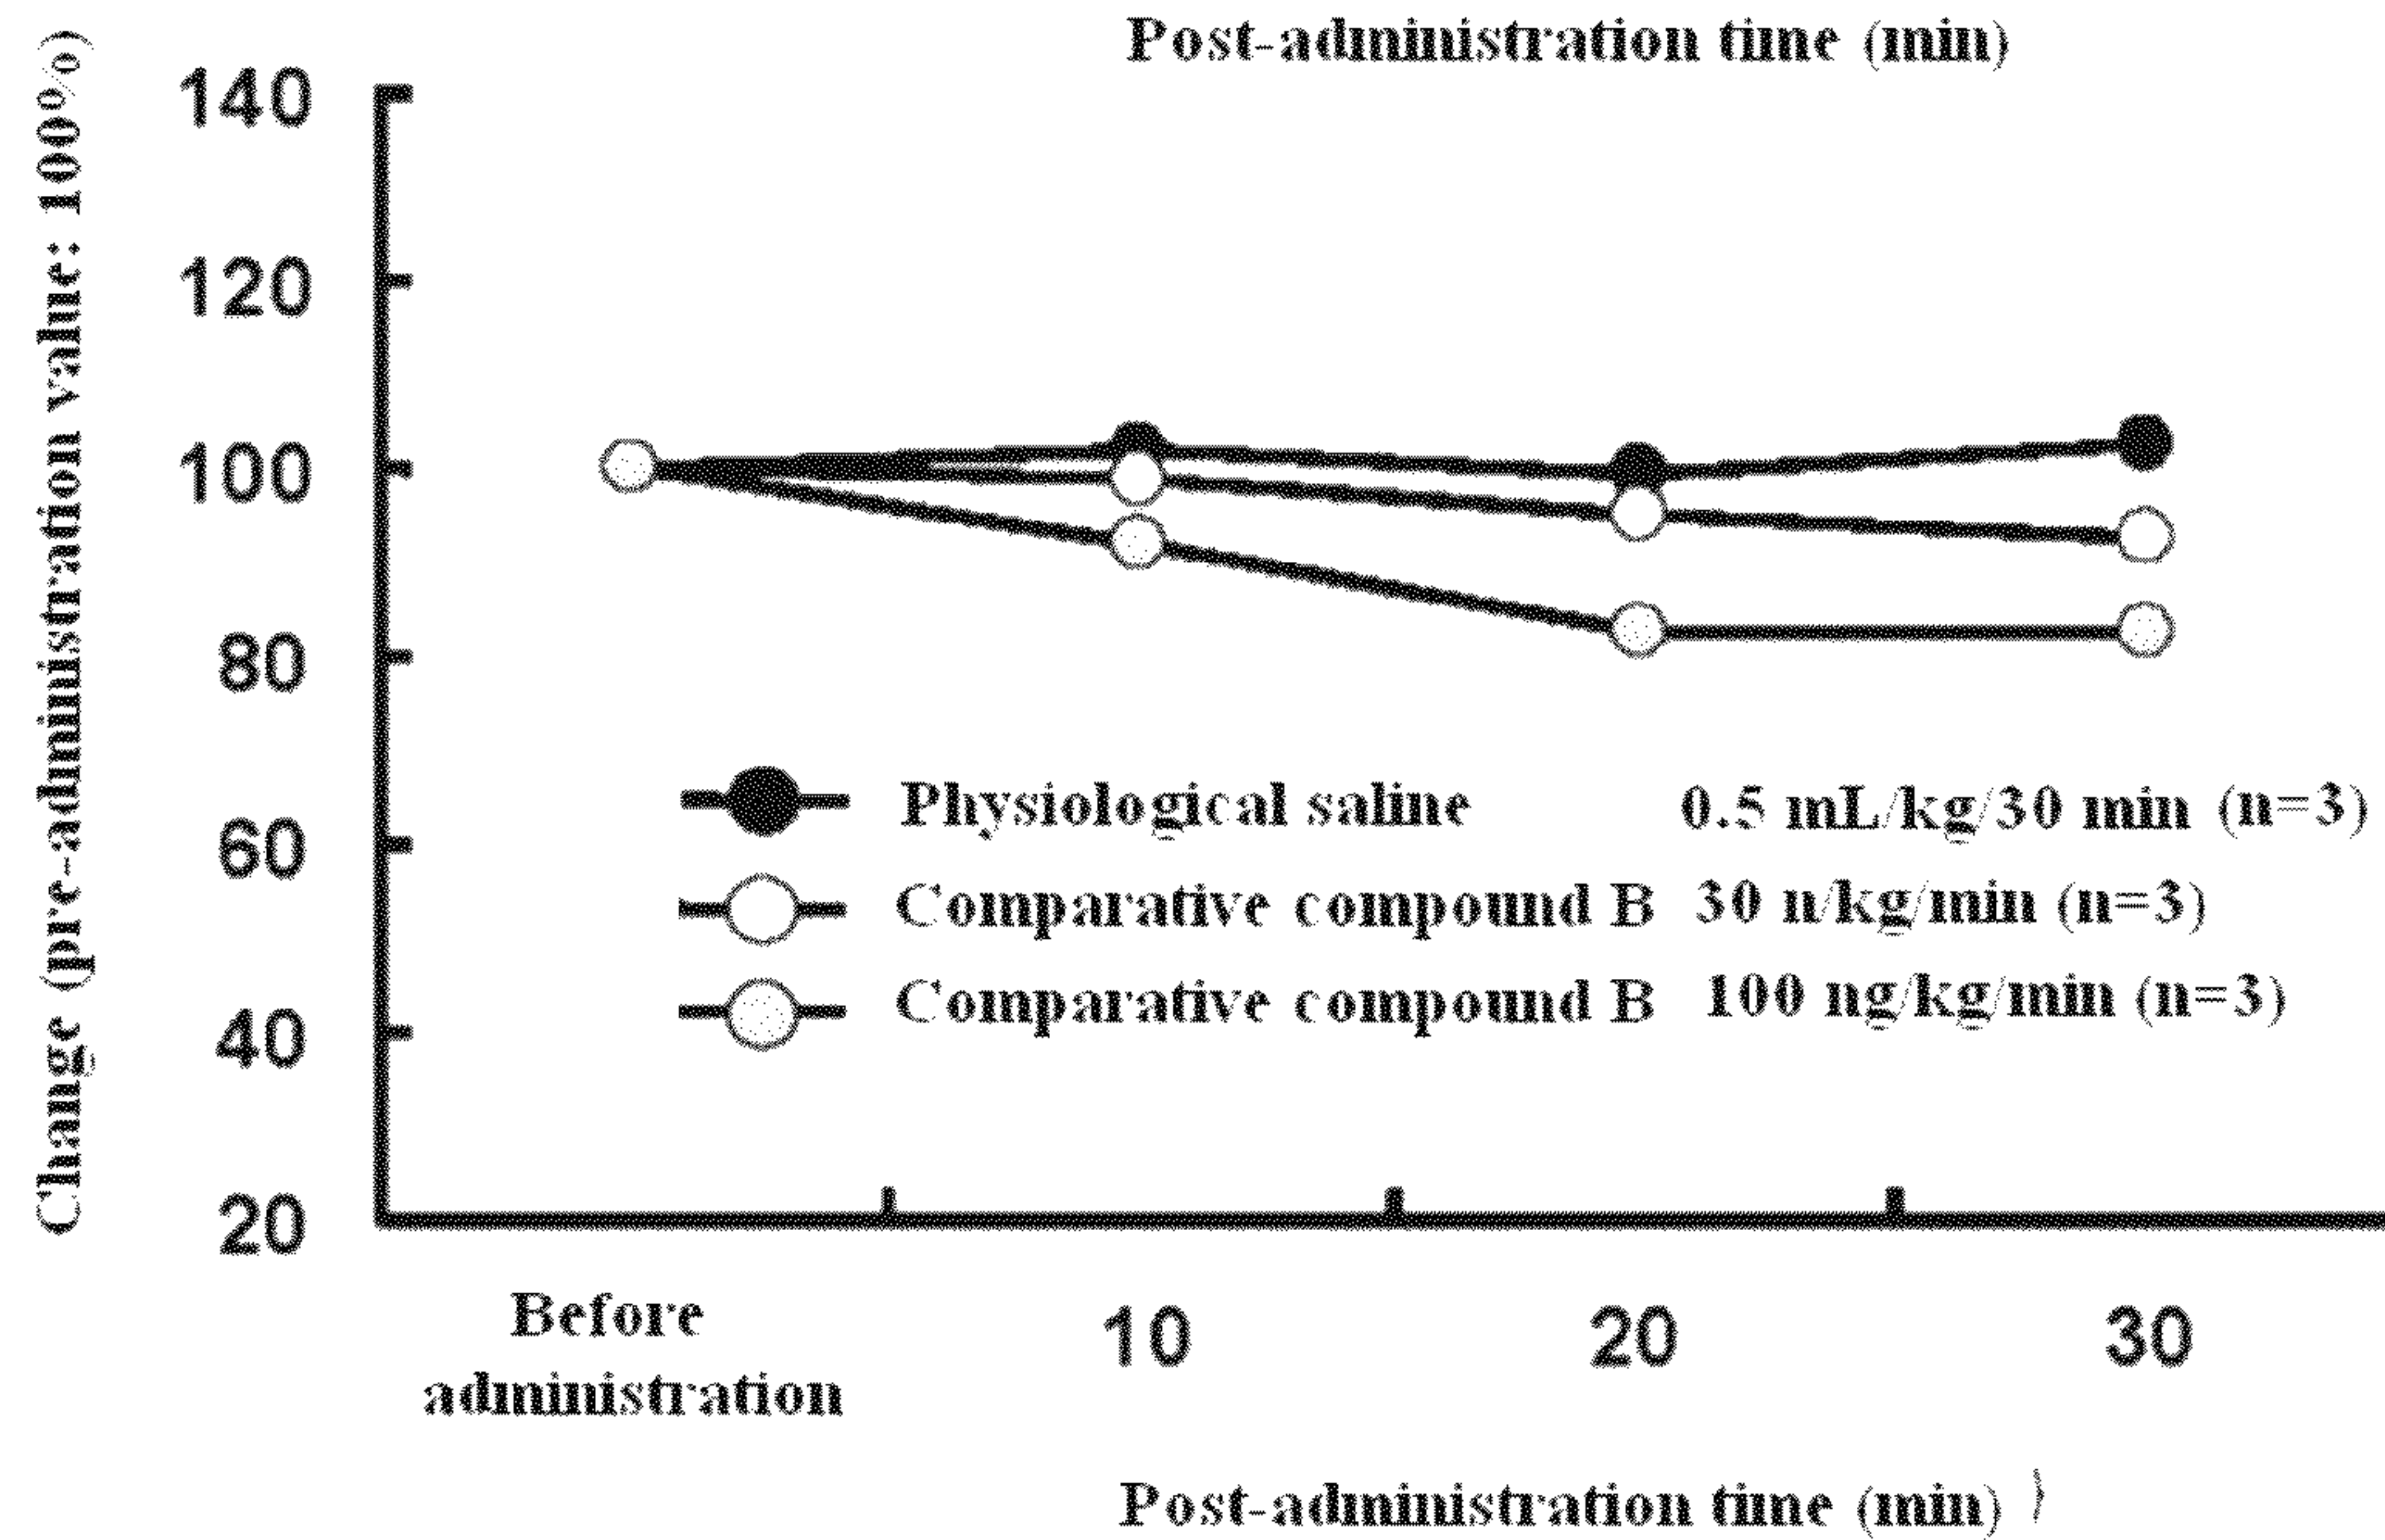 Post-administration time (min)
Change (pre-administration value: 100%)
140
120
100
80
60
40
20
Physiological saline 0.5 mL/kg/30 min (n=3)
Comparative compound B 30 n/kg/min (n=3)
Comparative compound B 100 ng/kg/min (n=3)
Before
administration
10 20 30
Post-administration time (min) )